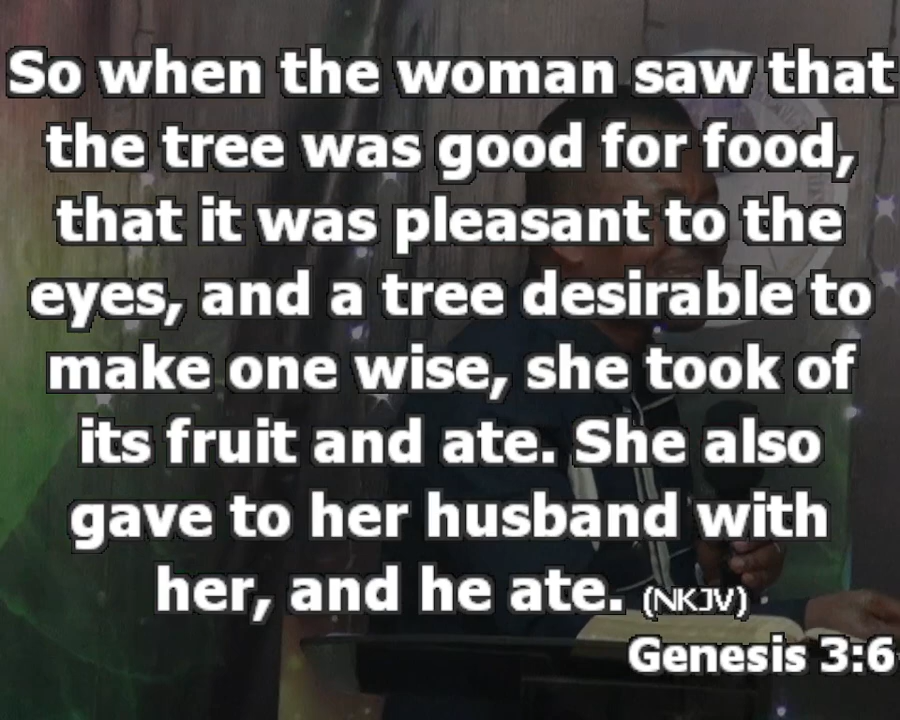 So when the woman saw that
the tree was good for food,
that it was pleasant to the
eyes, and a tree desirable to
make one wise, she took of
its fruit and ate. She also
gave to her husband with
her, and he ate. (NKJV)
Genesis 3:6